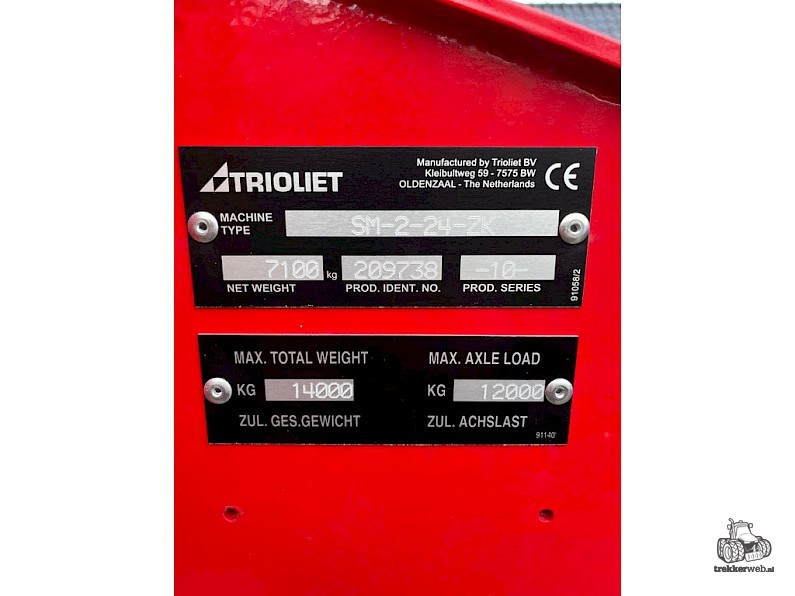 TRIOLIET
Manufactured by Trioliet BV
Kleibultweg 59 - 7575 BW
OLDENZAAL - The Netherlands
CE
MACHINE TYPE SM-2-24-ZK
7100 kg 209738 -10-
NET WEIGHT PROD. IDENT. NO. PROD. SERIES
91058/2
MAX. TOTAL WEIGHT MAX. AXLE LOAD
KG 14000 KG 12000
ZUL. GES.GEWICHT ZUL. ACHSLAST
91140
trekkerweb.nl